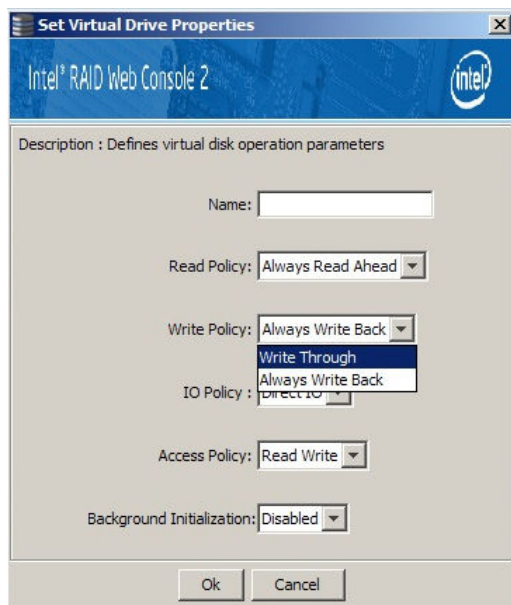 Set Virtual Drive Properties
Intel® RAID Web Console 2
intel
Description : Defines virtual disk operation parameters
Name:
Read Policy: Always Read Ahead
Write Policy: Always Write Back
Write Through
Always Write Back
IO Policy : Direct IO
Access Policy: Read Write
Background Initialization: Disabled
Ok Cancel